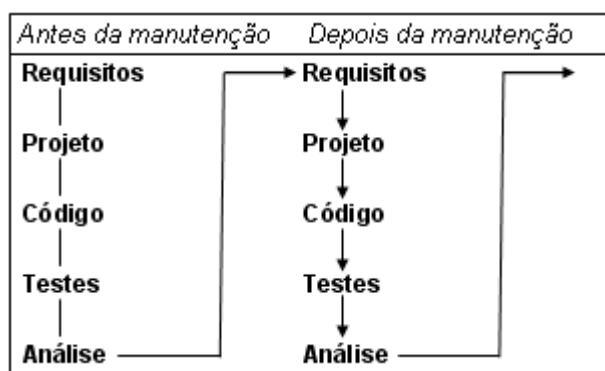 Antes da manutenção Depois da manutenção
Requisitos Requisitos
Projeto Projeto
Código Código
Testes Testes
Análise Análise